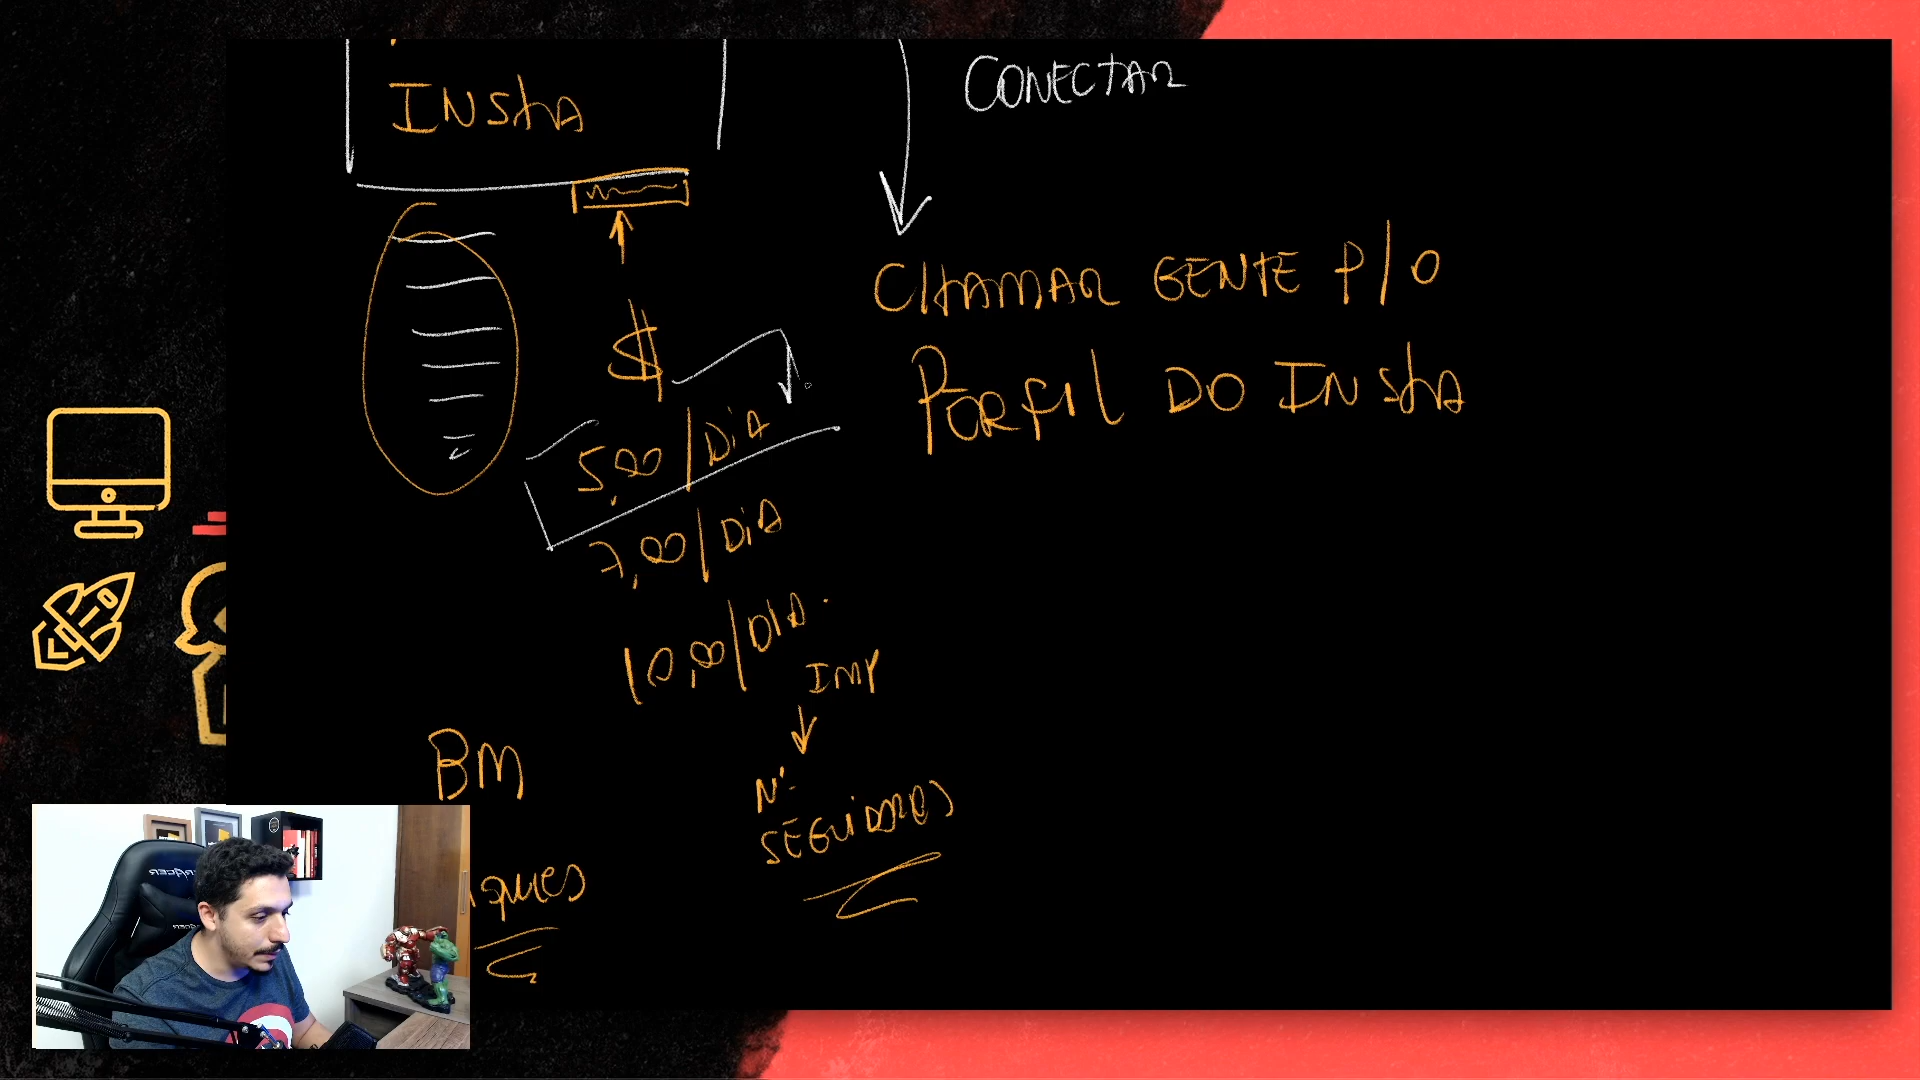 INSTA
CONECTAR
$
CHAMAR GENTE P/ O
PERFIL DO INSTA
5,00 / DIA
7,00 / DIA
10,00 / DIA.
IMP
Nº
SEGUIDORES
BM